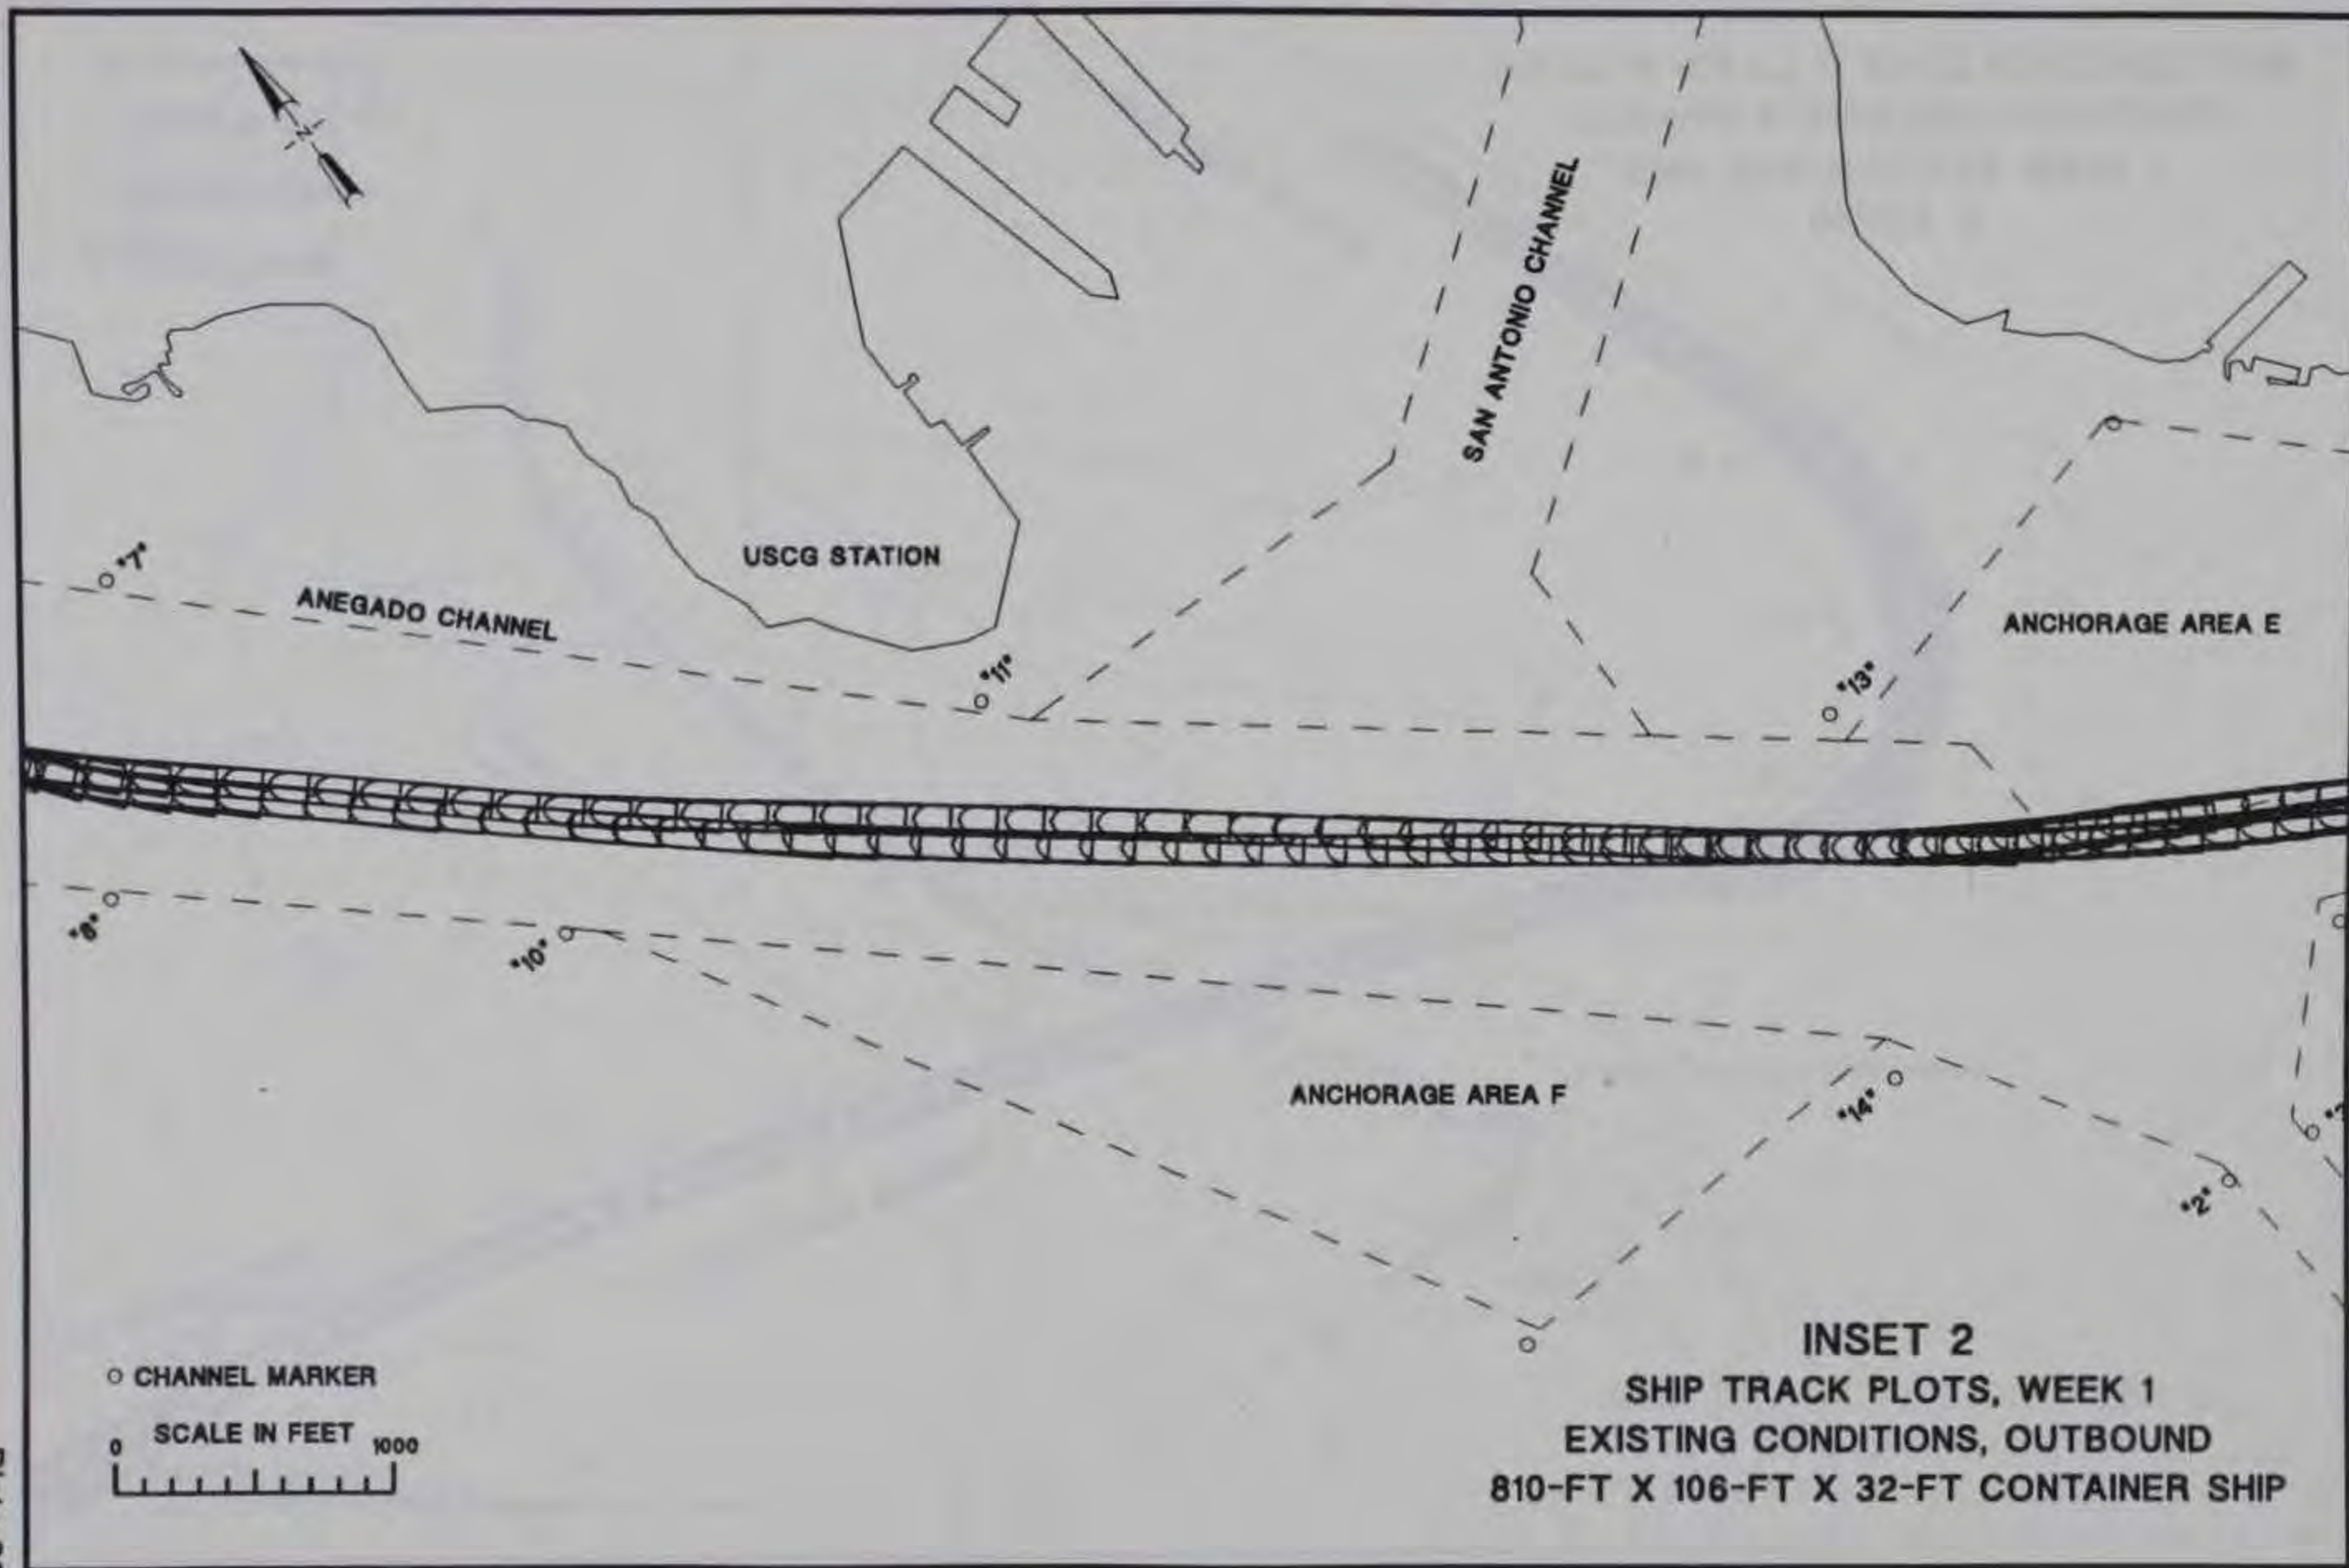 N
SAN ANTONIO CHANNEL
USCG STATION
"7"
ANEGADO CHANNEL
ANCHORAGE AREA E
"11"
"13"
"8"
"10"
ANCHORAGE AREA F
"14"
"2"
CHANNEL MARKER
SCALE IN FEET
0 1000
INSET 2
SHIP TRACK PLOTS, WEEK 1
EXISTING CONDITIONS, OUTBOUND
810-FT X 106-FT X 32-FT CONTAINER SHIP